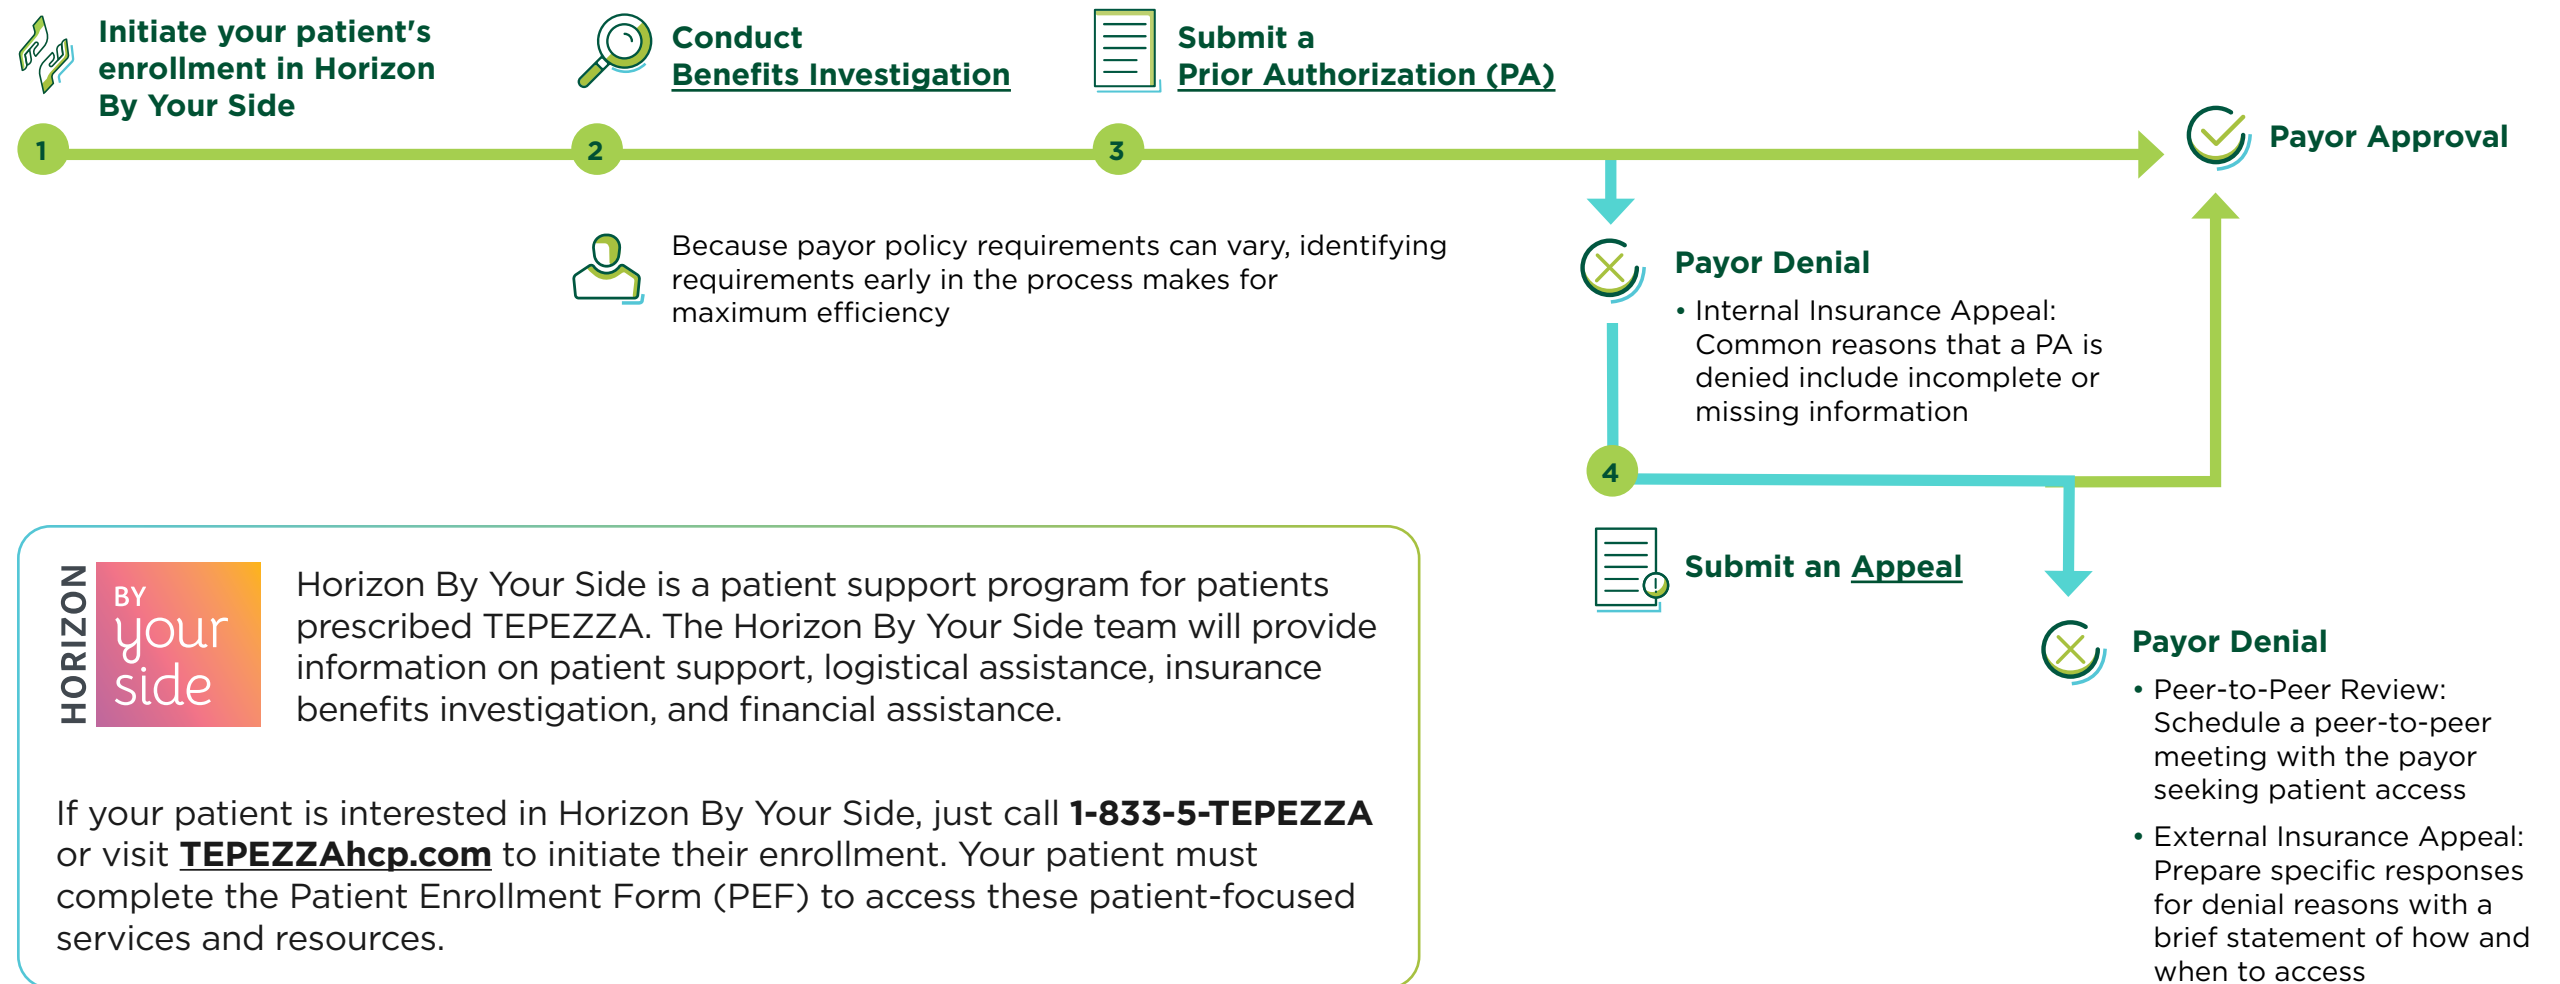 Initiate your patient's
enrollment in Horizon
By Your Side
Conduct
Benefits Investigation
Submit a
Prior Authorization (PA)
1
2
3
Payor Approval
Because payor policy requirements can vary, identifying
requirements early in the process makes for
maximum efficiency
Payor Denial
• Internal Insurance Appeal:
Common reasons that a PA is
denied include incomplete or
missing information
4
Submit an Appeal
Payor Denial
• Peer-to-Peer Review:
Schedule a peer-to-peer
meeting with the payor
seeking patient access
• External Insurance Appeal:
Prepare specific responses
for denial reasons with a
brief statement of how and
when to access
HORIZON
BY
your
side
Horizon By Your Side is a patient support program for patients
prescribed TEPEZZA. The Horizon By Your Side team will provide
information on patient support, logistical assistance, insurance
benefits investigation, and financial assistance.
If your patient is interested in Horizon By Your Side, just call 1-833-5-TEPEZZA
or visit TEPEZZAhcp.com to initiate their enrollment. Your patient must
complete the Patient Enrollment Form (PEF) to access these patient-focused
services and resources.